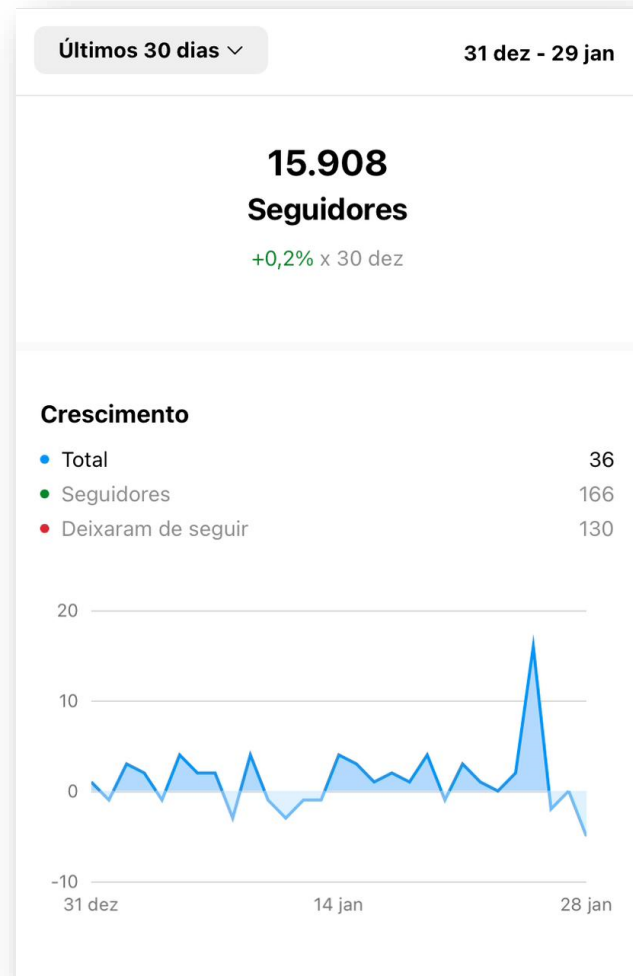 Últimos 30 dias
31 dez - 29 jan
15.908
Seguidores
+0,2% x 30 dez
Crescimento
Total 36
Seguidores 166
Deixaram de seguir 130
20
10
0
-10
31 dez 14 jan 28 jan